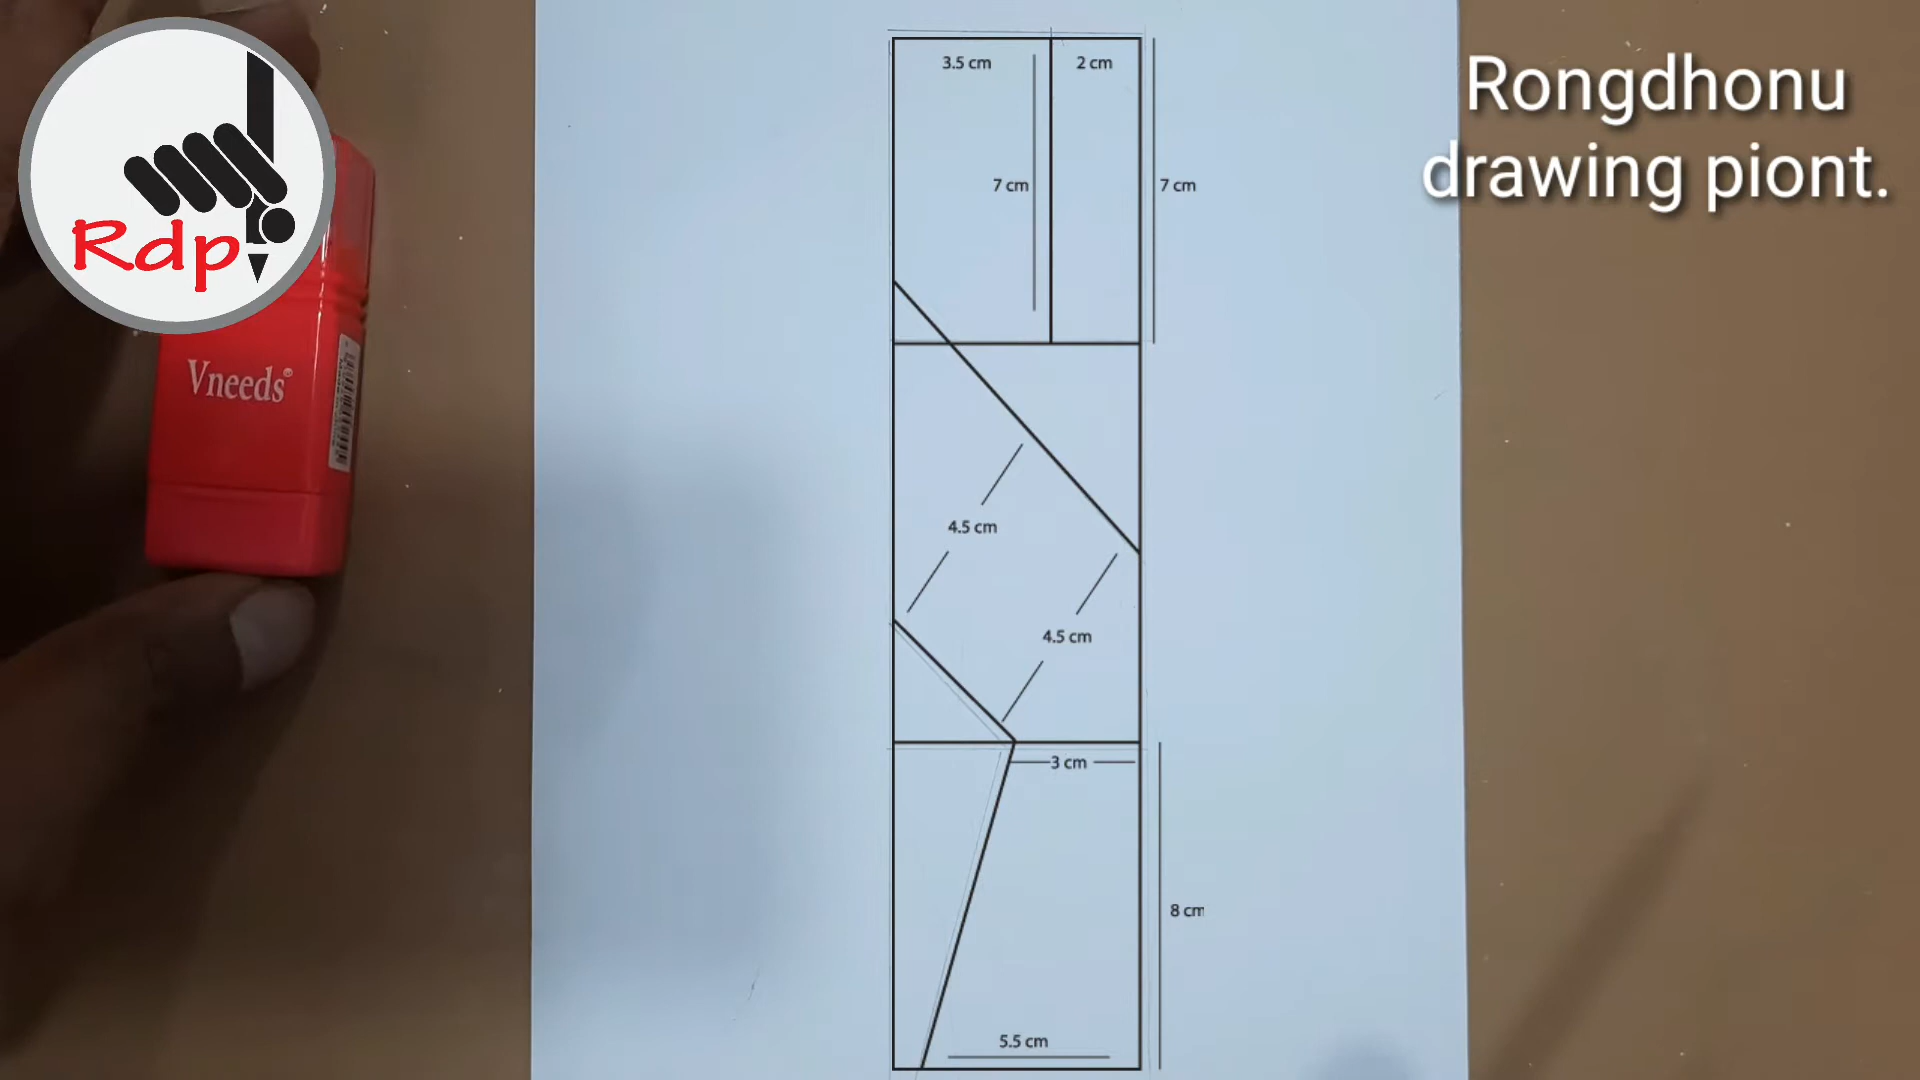 Rdp
Vneeds®
3.5 cm
2 cm
7 cm
7 cm
4.5 cm
4.5 cm
3 cm
8 cm
5.5 cm
Rongdhonu
drawing piont.